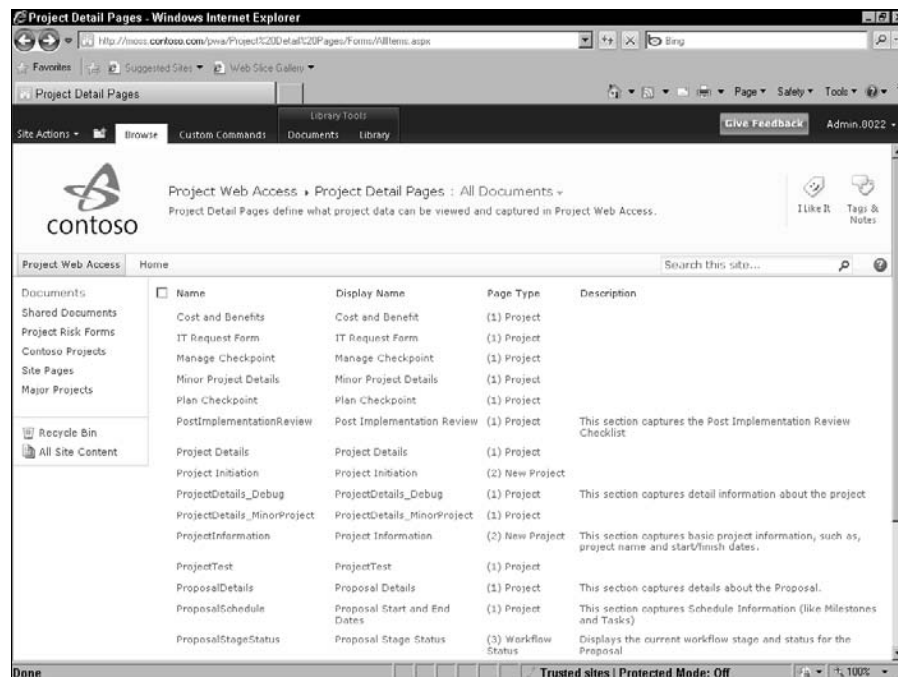 Project Detail Pages - Windows Internet Explorer
http://moss.contoso.com/pwa/Project%20Detail%20Pages/Forms/AllItems.aspx
Bing
Favorites Suggested Sites Web Slice Gallery
Project Detail Pages
Page Safety Tools
Library Tools
Site Actions Browse Custom Commands Documents Library
Give Feedback Admin.0022
contoso
Project Web Access Project Detail Pages : All Documents
Project Detail Pages define what project data can be viewed and captured in Project Web Access.
I Like It
Tags & Notes
Project Web Access Home
Search this site...
Documents
Shared Documents
Project Risk Forms
Contoso Projects
Site Pages
Major Projects
Recycle Bin
All Site Content
Name Display Name Page Type Description
Cost and Benefits Cost and Benefit (1) Project
IT Request Form IT Request Form (1) Project
Manage Checkpoint Manage Checkpoint (1) Project
Minor Project Details Minor Project Details (1) Project
Plan Checkpoint Plan Checkpoint (1) Project
PostImplementationReview Post Implementation Review (1) Project This section captures the Post Implementation Review
Checklist
Project Details Project Details (1) Project
Project Initiation Project Initiation (2) New Project
ProjectDetails_Debug ProjectDetails_Debug (1) Project This section captures detail information about the project
ProjectDetails_MinorProject ProjectDetails_MinorProject (1) Project
ProjectInformation Project Information (2) New Project This section captures basic project information, such as,
project name and start/finish dates.
ProjectTest ProjectTest (1) Project
ProposalDetails Proposal Details (1) Project This section captures details about the Proposal.
ProposalSchedule Proposal Start and End (1) Project This section captures Schedule Information (like Milestones
Dates and Tasks)
ProposalStageStatus Proposal Stage Status (3) Workflow Displays the current workflow stage and status for the
Status Proposal
Done Trusted sites | Protected Mode: Off 100%